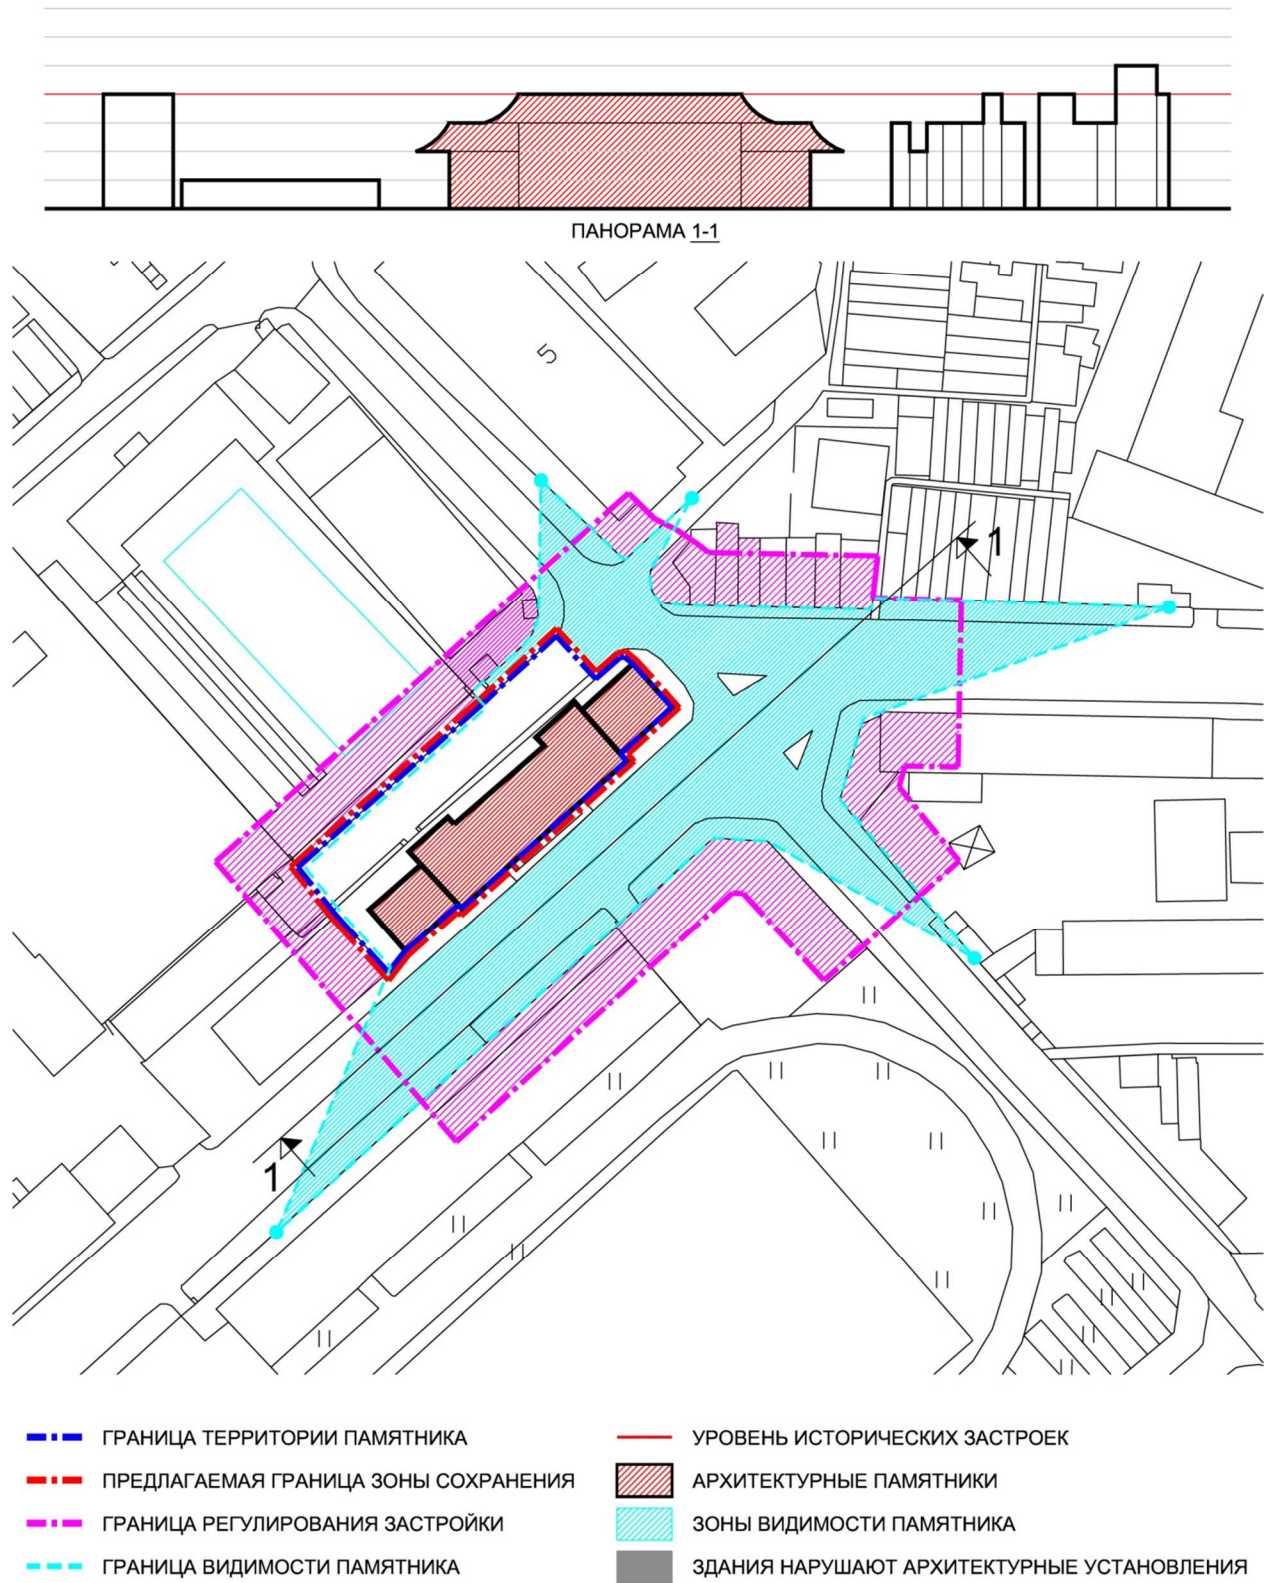 ПАНОРАМА 1-1
5
1
1
ГРАНИЦА ТЕРРИТОРИИ ПАМЯТНИКА
ПРЕДЛАГАЕМАЯ ГРАНИЦА ЗОНЫ СОХРАНЕНИЯ
ГРАНИЦА РЕГУЛИРОВАНИЯ ЗАСТРОЙКИ
ГРАНИЦА ВИДИМОСТИ ПАМЯТНИКА
УРОВЕНЬ ИСТОРИЧЕСКИХ ЗАСТРОЕК
АРХИТЕКТУРНЫЕ ПАМЯТНИКИ
ЗОНЫ ВИДИМОСТИ ПАМЯТНИКА
ЗДАНИЯ НАРУШАЮТ АРХИТЕКТУРНЫЕ УСТАНОВЛЕНИЯ